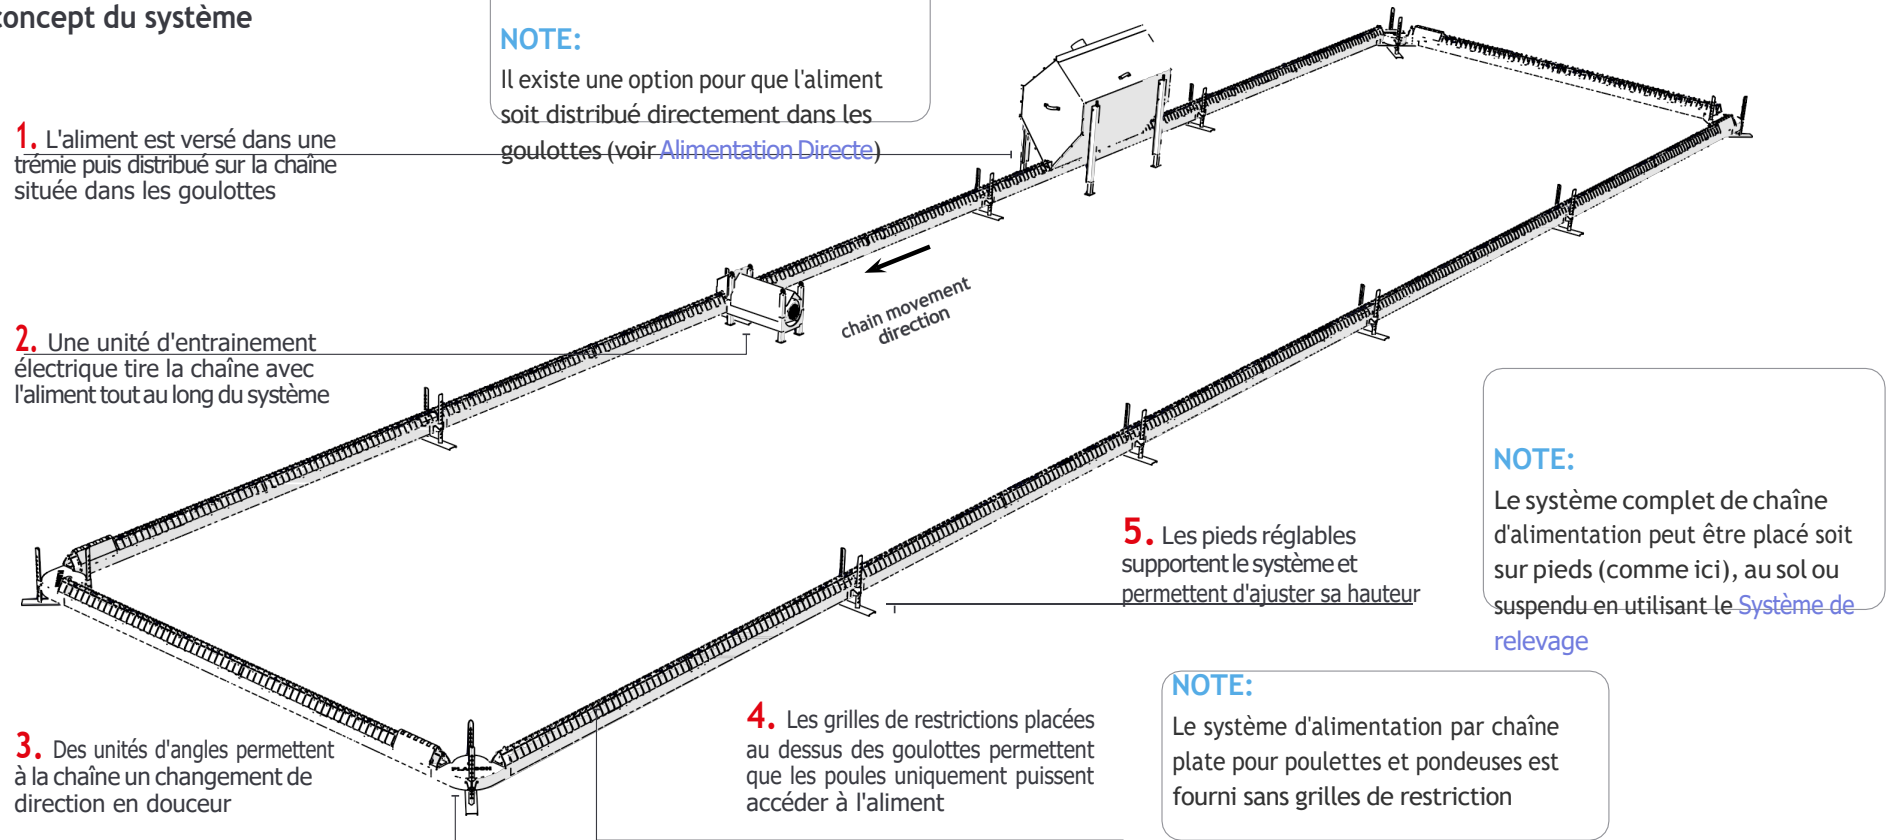 concept du système
NOTE:
Il existe une option pour que l'aliment
soit distribué directement dans les
goulottes (voir Alimentation Directe)
1. L'aliment est versé dans une
trémie puis distribué sur la chaîne
située dans les goulottes
chain movement
direction
2. Une unité d'entrainement
électrique tire la chaîne avec
l'aliment tout au long du système
NOTE:
Le système complet de chaîne
d'alimentation peut être placé soit
sur pieds (comme ici), au sol ou
suspendu en utilisant le Système de
relevage
5. Les pieds réglables
supportent le système et
permettent d'ajuster sa hauteur
3. Des unités d'angles permettent
à la chaîne un changement de
direction en douceur
4. Les grilles de restrictions placées
au dessus des goulottes permettent
que les poules uniquement puissent
accéder à l'aliment
NOTE:
Le système d'alimentation par chaîne
plate pour poulettes et pondeuses est
fourni sans grilles de restriction